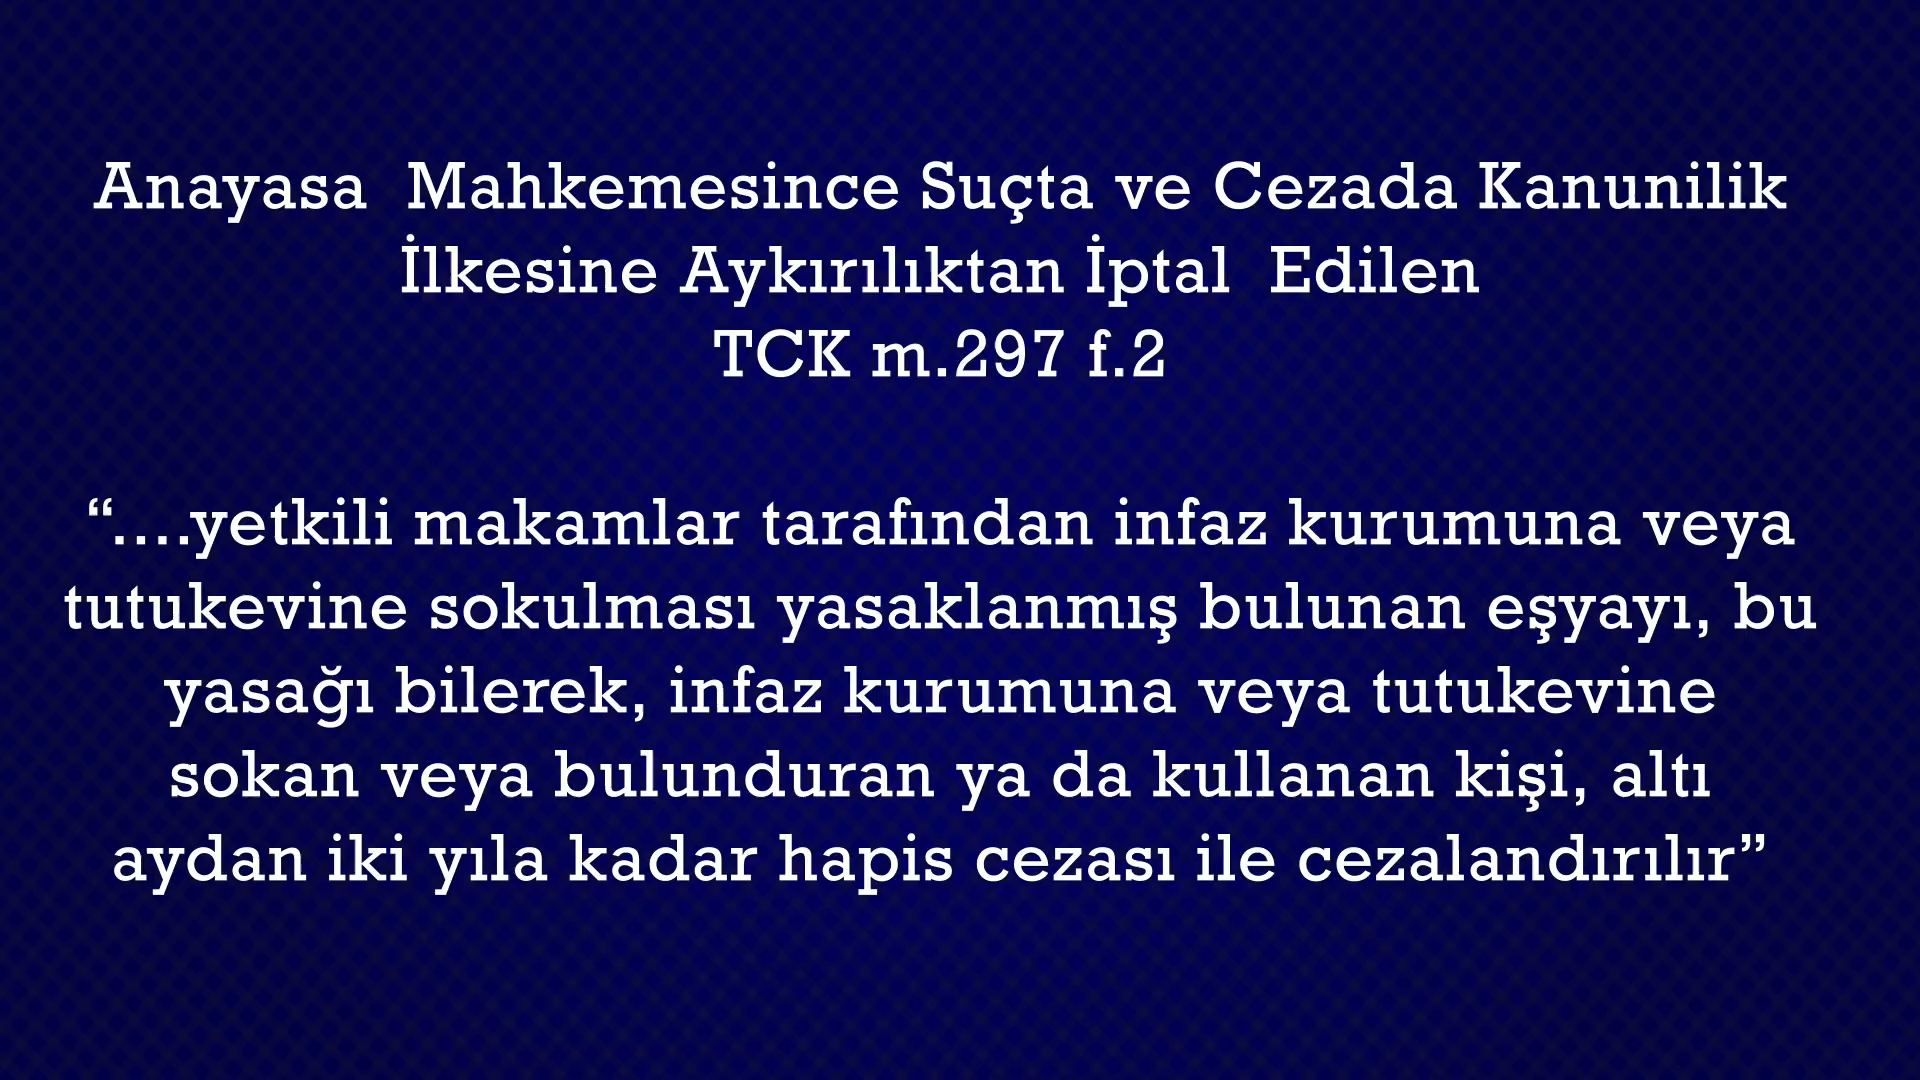 Anayasa  Mahkemesince Suçta ve Cezada Kanunilik
İlkesine Aykırılıktan İptal  Edilen
TCK m.297 f.2
“….yetkili makamlar tarafından infaz kurumuna veya
tutukevine sokulması yasaklanmış bulunan eşyayı, bu
yasağı bilerek, infaz kurumuna veya tutukevine
sokan veya bulunduran ya da kullanan kişi, altı
aydan iki yıla kadar hapis cezası ile cezalandırılır”